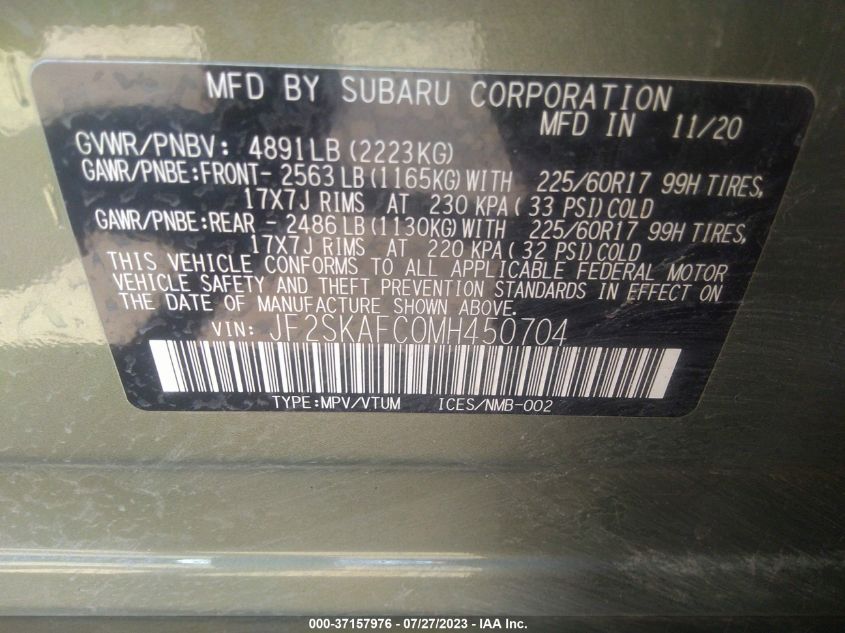 MFD BY SUBARU CORPORATION
MFD IN 11/20
GVWR/PNBV: 4891LB (2223KG)
GAWR/PNBE:FRONT- 2563 LB (1165KG) WITH 225/60R17 99H TIRES,
17X7J RIMS AT 230 KPA( 33 PSI) COLD
GAWR/PNBE:REAR - 2486 LB (1130KG) WITH 225/60R17 99H TIRES,
17X7J RIMS AT 220 KPA( 32 PSI) COLD
THIS VEHICLE CONFORMS TO ALL APPLICABLE FEDERAL MOTOR
VEHICLE SAFETY AND THEFT PREVENTION STANDARDS IN EFFECT ON
THE DATE OF MANUFACTURE SHOWN ABOVE.
VIN: JF2SKAFC0MH450704
TYPE:MPV/VTUM ICES/NMB-002
000-37157976 - 07/27/2023 - IAA Inc.